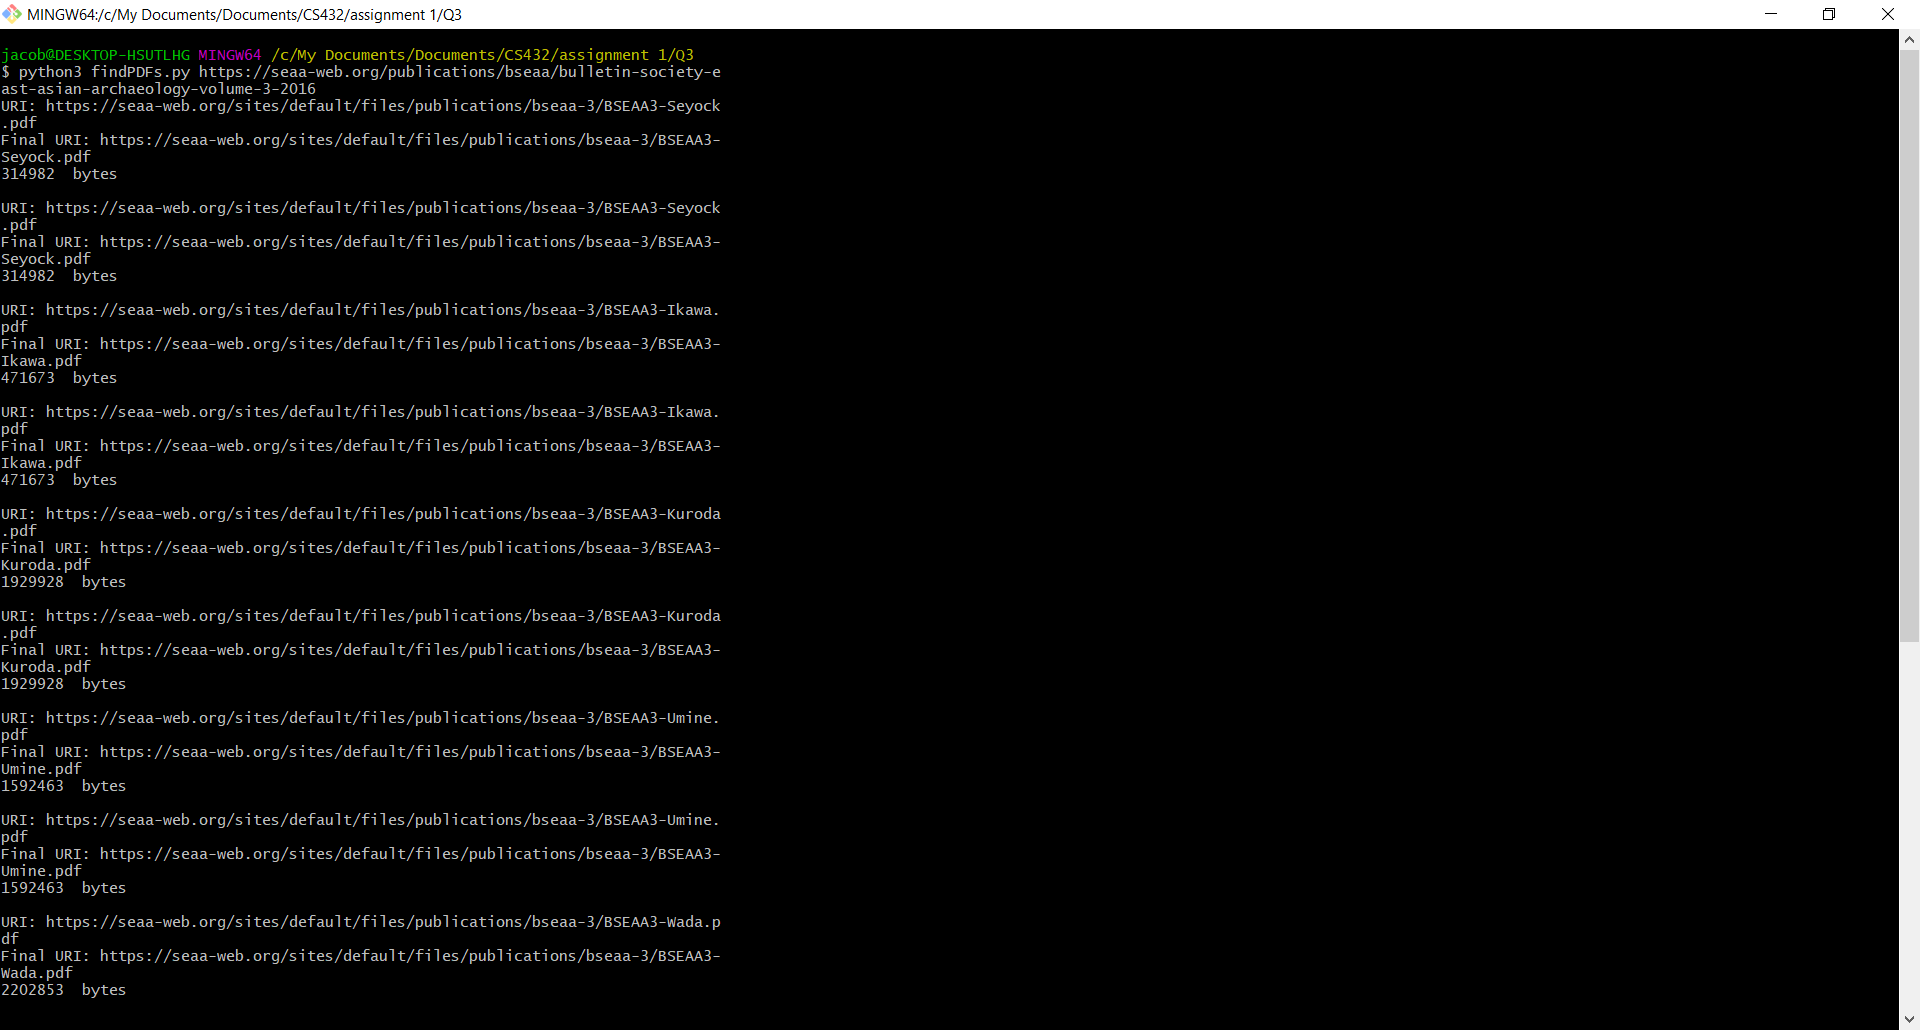 MINGW64:/c/My Documents/Documents/CS432/assignment 1/Q3
jacob@DESKTOP-HSUTLHG MINGW64 /c/My Documents/Documents/CS432/assignment 1/Q3
$ python3 findPDFs.py https://seaa-web.org/publications/bseaa/bulletin-society-e
ast-asian-archaeology-volume-3-2016
URI: https://seaa-web.org/sites/default/files/publications/bseaa-3/BSEAA3-Seyock
.pdf
Final URI: https://seaa-web.org/sites/default/files/publications/bseaa-3/BSEAA3-
Seyock.pdf
314982  bytes
URI: https://seaa-web.org/sites/default/files/publications/bseaa-3/BSEAA3-Seyock
.pdf
Final URI: https://seaa-web.org/sites/default/files/publications/bseaa-3/BSEAA3-
Seyock.pdf
314982  bytes
URI: https://seaa-web.org/sites/default/files/publications/bseaa-3/BSEAA3-Ikawa.
pdf
Final URI: https://seaa-web.org/sites/default/files/publications/bseaa-3/BSEAA3-
Ikawa.pdf
471673  bytes
URI: https://seaa-web.org/sites/default/files/publications/bseaa-3/BSEAA3-Ikawa.
pdf
Final URI: https://seaa-web.org/sites/default/files/publications/bseaa-3/BSEAA3-
Ikawa.pdf
471673  bytes
URI: https://seaa-web.org/sites/default/files/publications/bseaa-3/BSEAA3-Kuroda
.pdf
Final URI: https://seaa-web.org/sites/default/files/publications/bseaa-3/BSEAA3-
Kuroda.pdf
1929928  bytes
URI: https://seaa-web.org/sites/default/files/publications/bseaa-3/BSEAA3-Kuroda
.pdf
Final URI: https://seaa-web.org/sites/default/files/publications/bseaa-3/BSEAA3-
Kuroda.pdf
1929928  bytes
URI: https://seaa-web.org/sites/default/files/publications/bseaa-3/BSEAA3-Umine.
pdf
Final URI: https://seaa-web.org/sites/default/files/publications/bseaa-3/BSEAA3-
Umine.pdf
1592463  bytes
URI: https://seaa-web.org/sites/default/files/publications/bseaa-3/BSEAA3-Umine.
pdf
Final URI: https://seaa-web.org/sites/default/files/publications/bseaa-3/BSEAA3-
Umine.pdf
1592463  bytes
URI: https://seaa-web.org/sites/default/files/publications/bseaa-3/BSEAA3-Wada.p
df
Final URI: https://seaa-web.org/sites/default/files/publications/bseaa-3/BSEAA3-
Wada.pdf
2202853  bytes